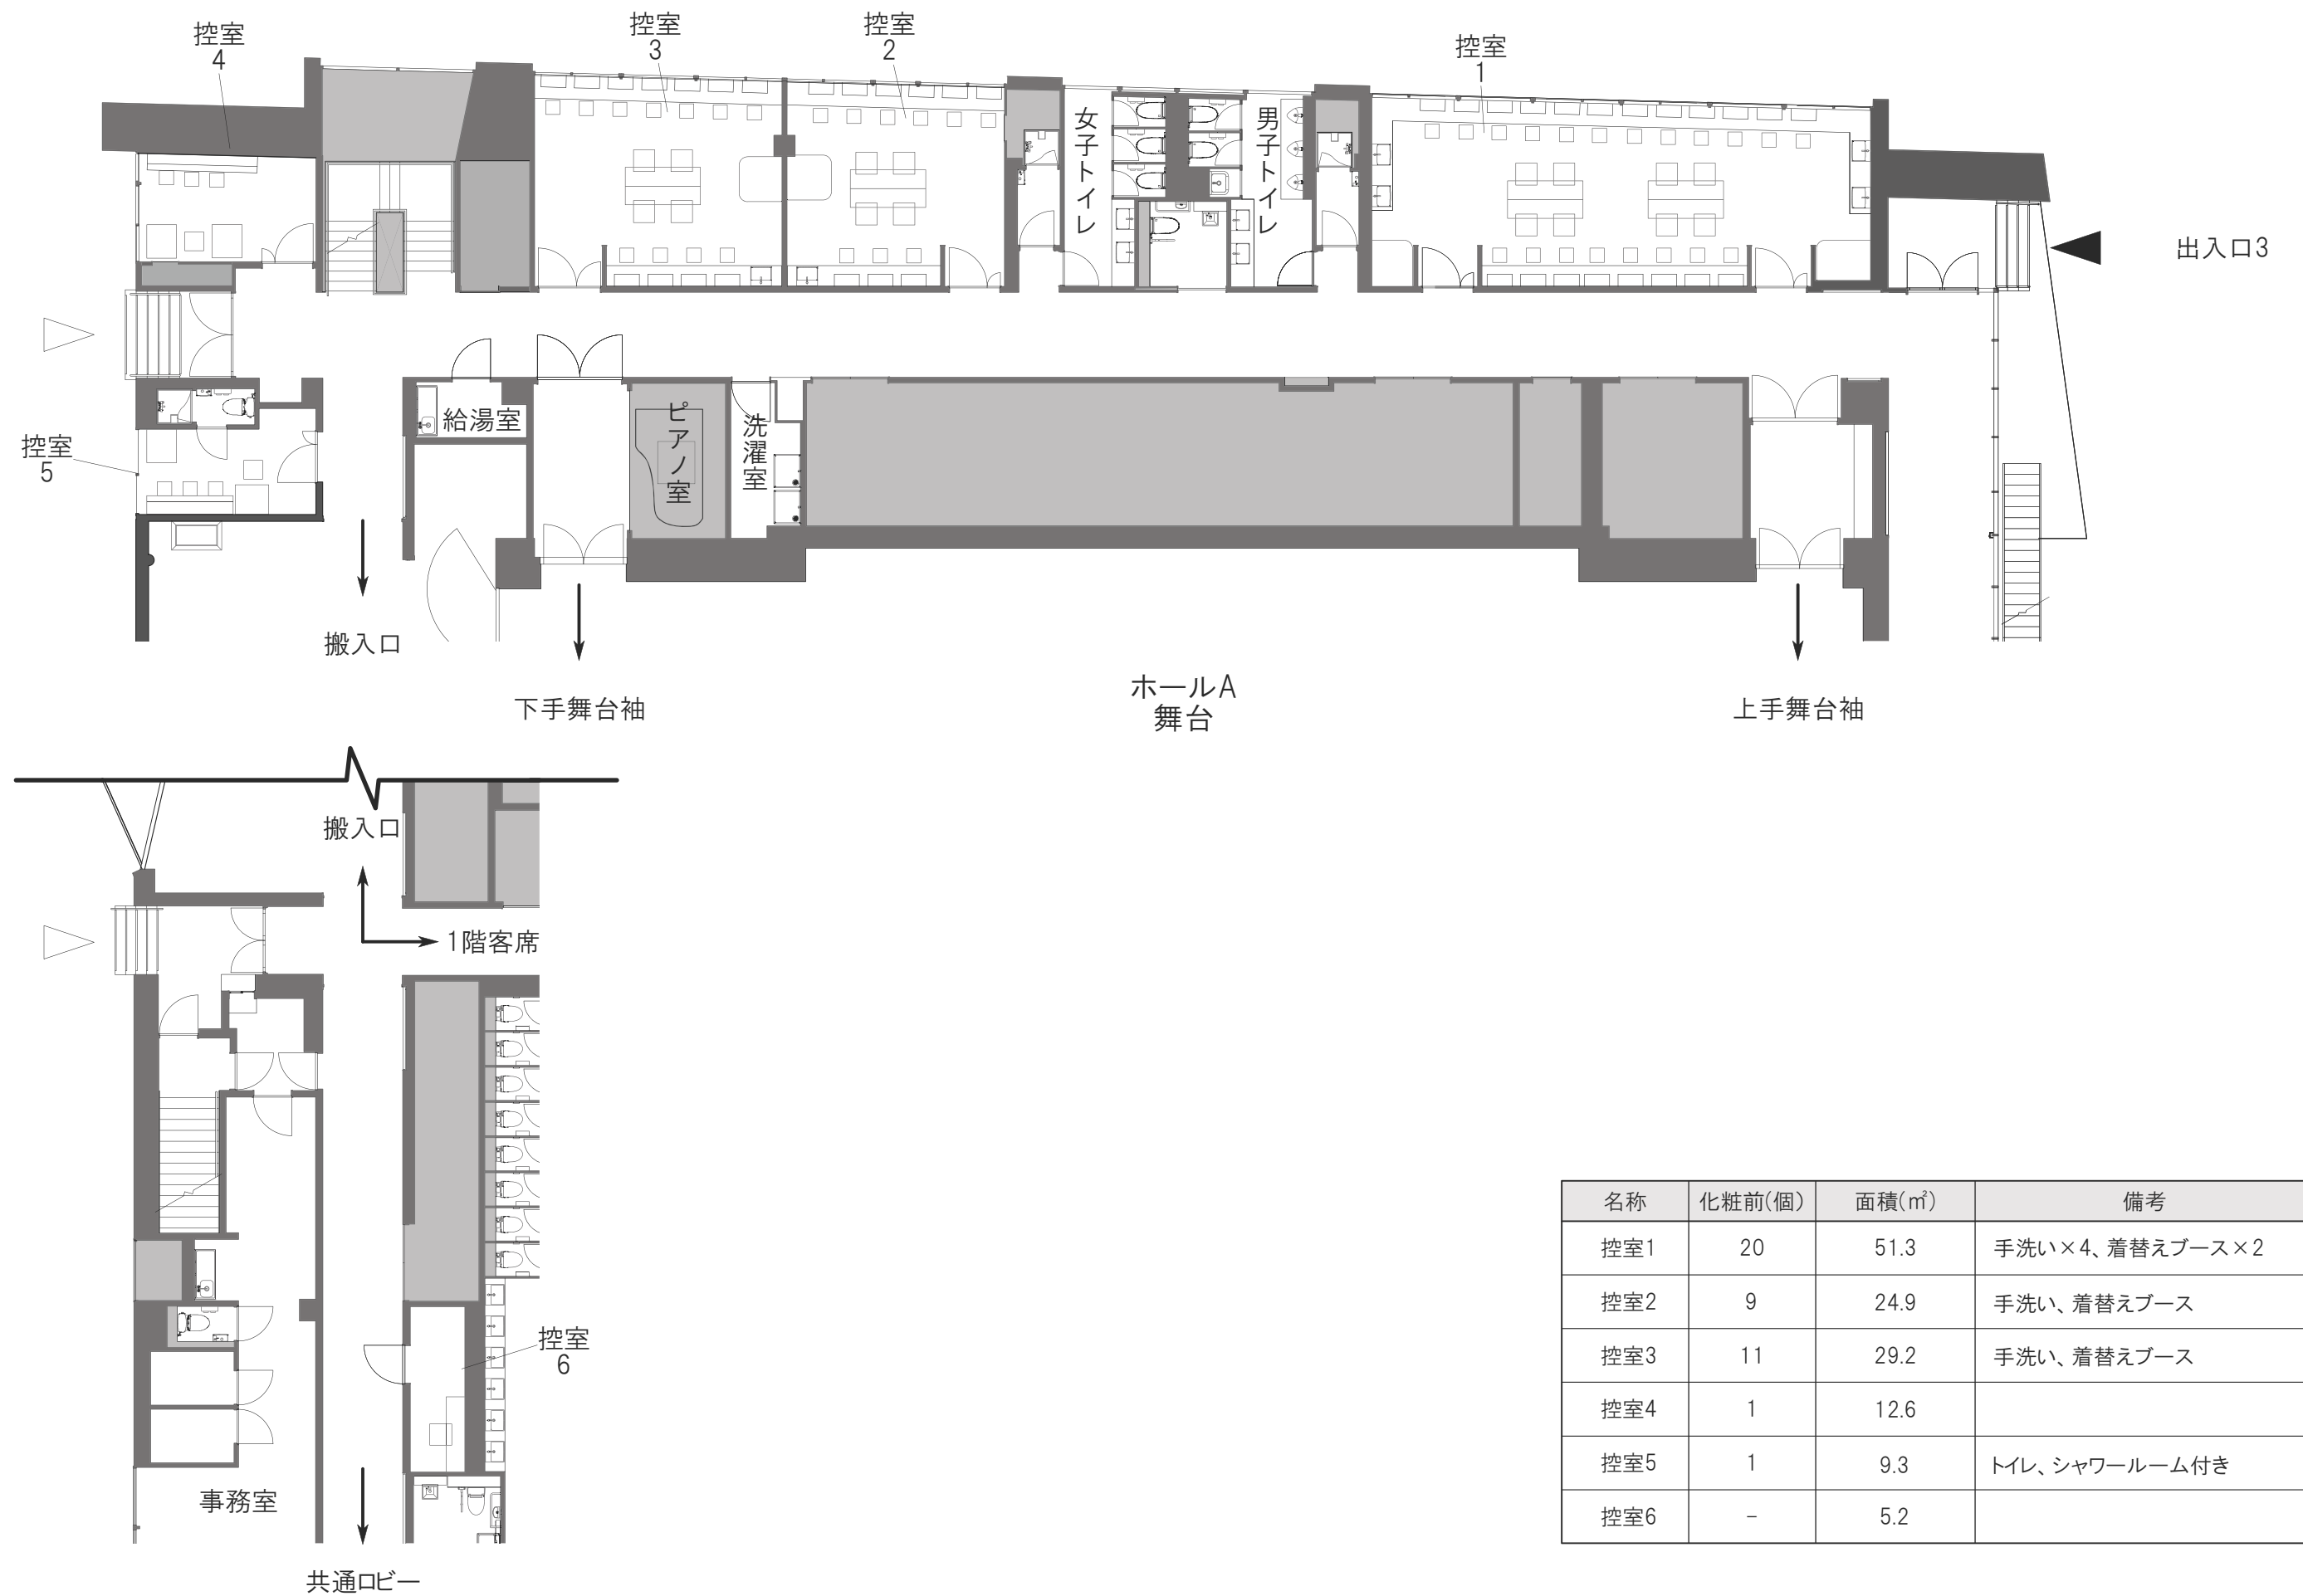 控室
4
控室
3
控室
2
控室
1
女子トイレ
男子トイレ
出入口3
控室
5
給湯室
ピアノ室
洗濯室
搬入口
下手舞台袖
ホールA
舞台
上手舞台袖
搬入口
1階客席
控室
6
事務室
共通ロビー
名称 化粧前(個) 面積(㎡) 備考
控室1 20 51.3 手洗い×4、着替えブース×2
控室2 9 24.9 手洗い、着替えブース
控室3 11 29.2 手洗い、着替えブース
控室4 1 12.6
控室5 1 9.3 トイレ、シャワールーム付き
控室6 - 5.2